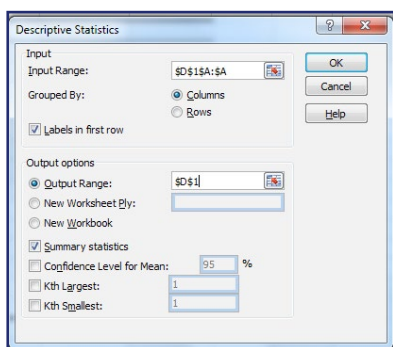 Descriptive Statistics
Input
Input Range: $D$1$A:$A
Grouped By: Columns
Rows
Labels in first row
OK
Cancel
Help
Output options
Output Range: $D$1
New Worksheet Ply:
New Workbook
Summary statistics
Confidence Level for Mean: 95 %
Kth Largest: 1
Kth Smallest: 1